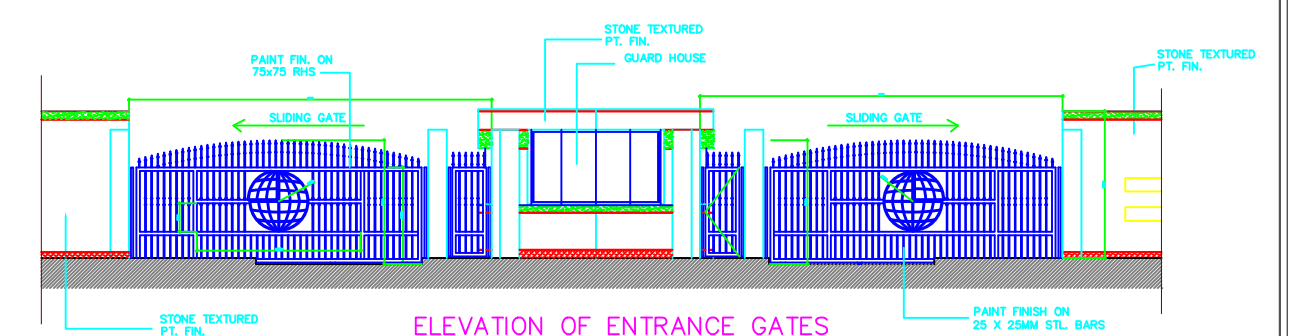 STONE TEXTURED
PT. FIN.
GUARD HOUSE
PAINT FIN. ON
75x75 RHS
STONE TEXTURED
PT. FIN.
SLIDING GATE
SLIDING GATE
STONE TEXTURED
PT. FIN.
ELEVATION OF ENTRANCE GATES
PAINT FINISH ON
25 X 25MM STL. BARS